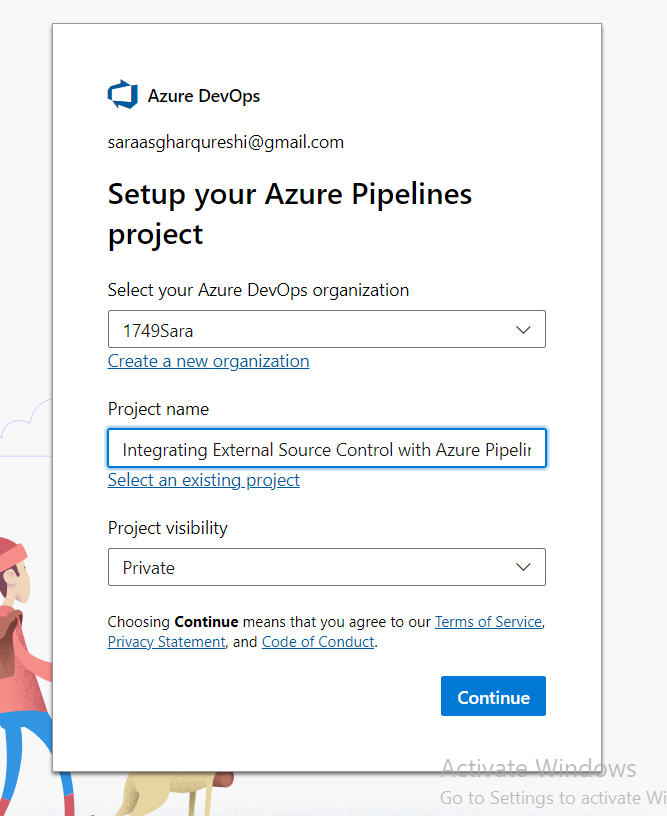 Azure DevOps
saraasgharqureshi@gmail.com
Setup your Azure Pipelines
project
Select your Azure DevOps organization
1749Sara
Create a new organization
Project name
Integrating External Source Control with Azure
Select an existing project
Project visibility
Private
Choosing Continue means that you agree to our Terms of Service,
Privacy Statement, and Code of Conduct.
Continue
Activate Windows
Go to Settings to activate